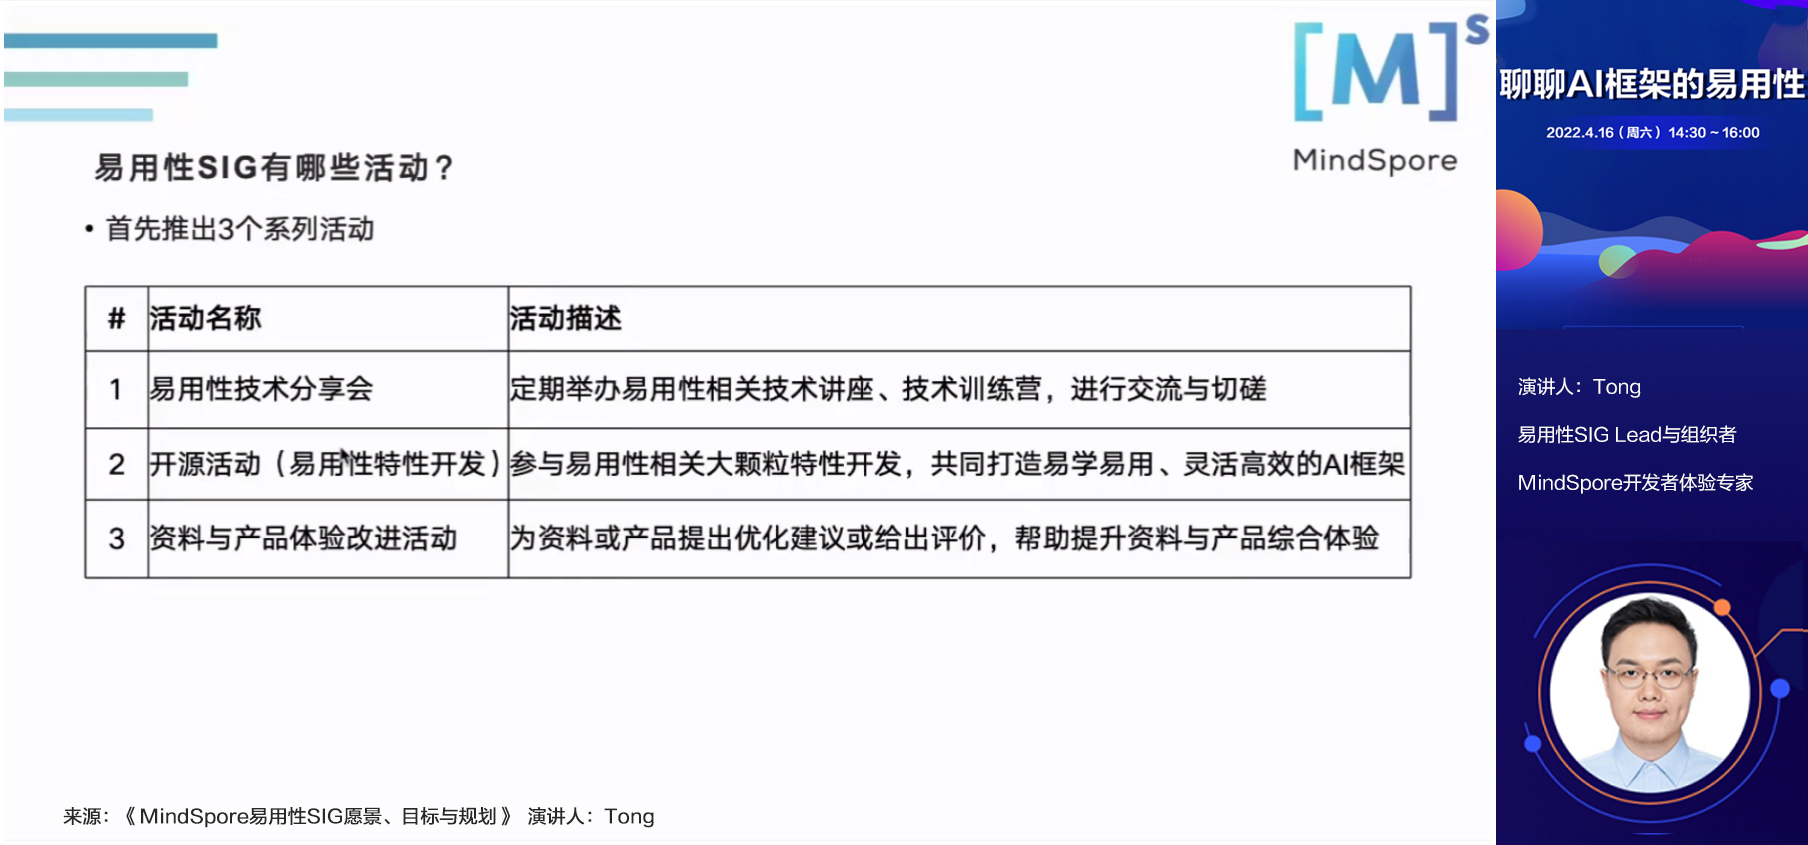 [M]s
MindSpore
易用性SIG有哪些活动？
• 首先推出3个系列活动
# 活动名称 活动描述
1 易用性技术分享会 定期举办易用性相关技术讲座、技术训练营，进行交流与切磋
2 开源活动（易用性特性开发） 参与易用性相关大颗粒特性开发，共同打造易学易用、灵活高效的AI框架
3 资料与产品体验改进活动 为资料或产品提出优化建议或给出评价，帮助提升资料与产品综合体验
来源：《MindSpore易用性SIG愿景、目标与规划》 演讲人：Tong
聊聊AI框架的易用性
2022.4.16（周六）14:30～16:00
演讲人：Tong
易用性SIG Lead与组织者
MindSpore开发者体验专家